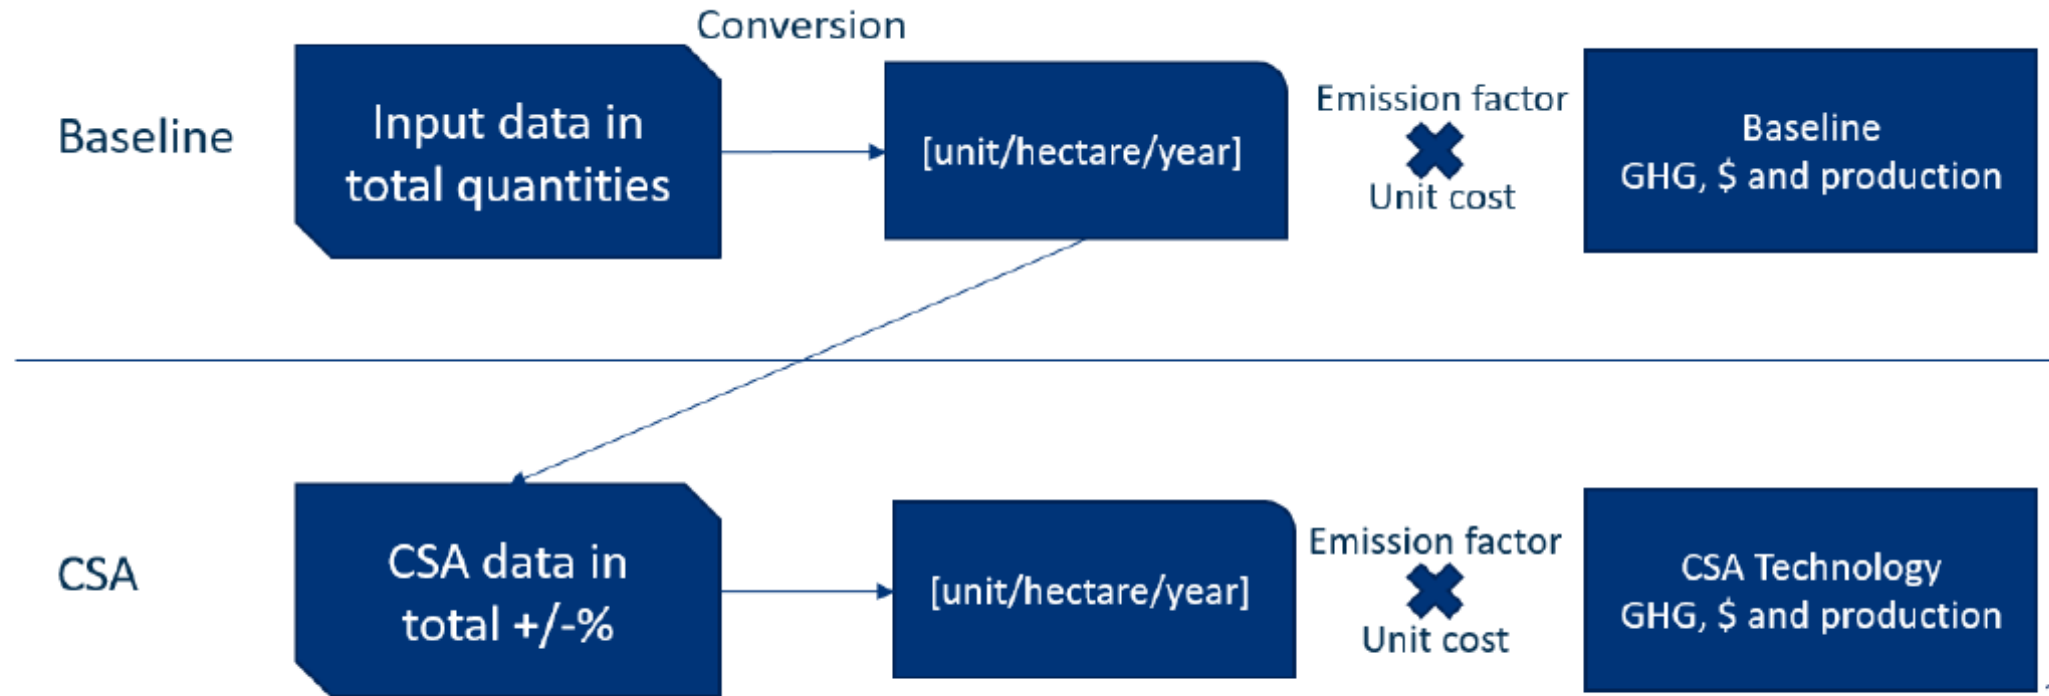 Conversion
Baseline
Input data in
total quantities
[unit/hectare/year]
Emission factor
Unit cost
Baseline
GHG, $ and production
CSA
CSA data in
total +/-%
[unit/hectare/year]
Emission factor
Unit cost
CSA Technology
GHG, $ and production